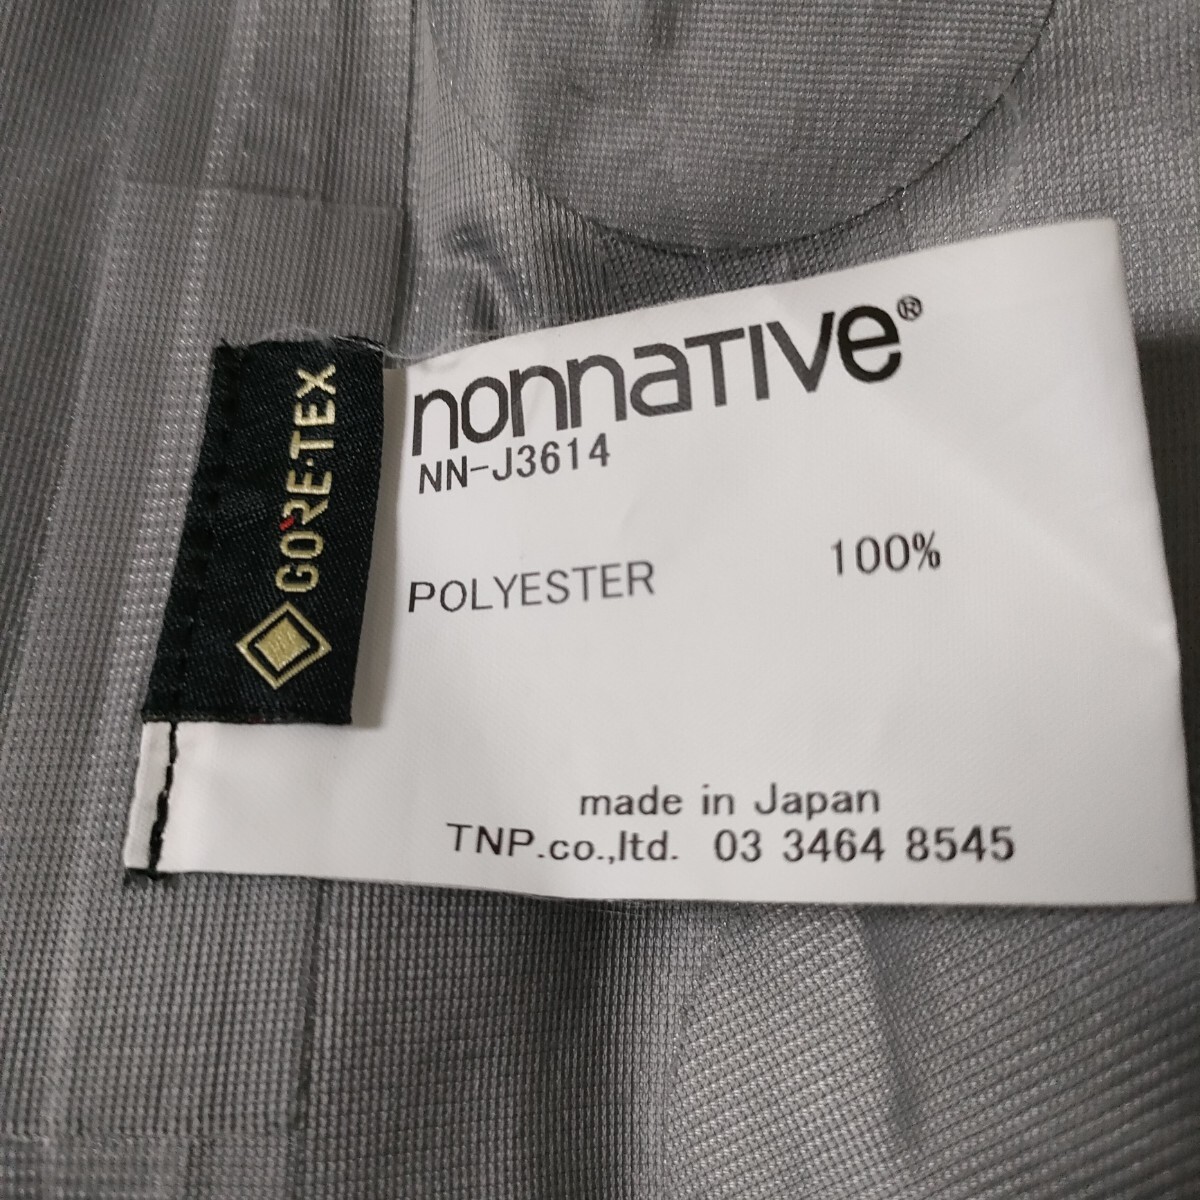 GORE-TEX
nonnative®
NN-J3614
POLYESTER 100%
made in Japan
TNP.co.,ltd. 03 3464 8545